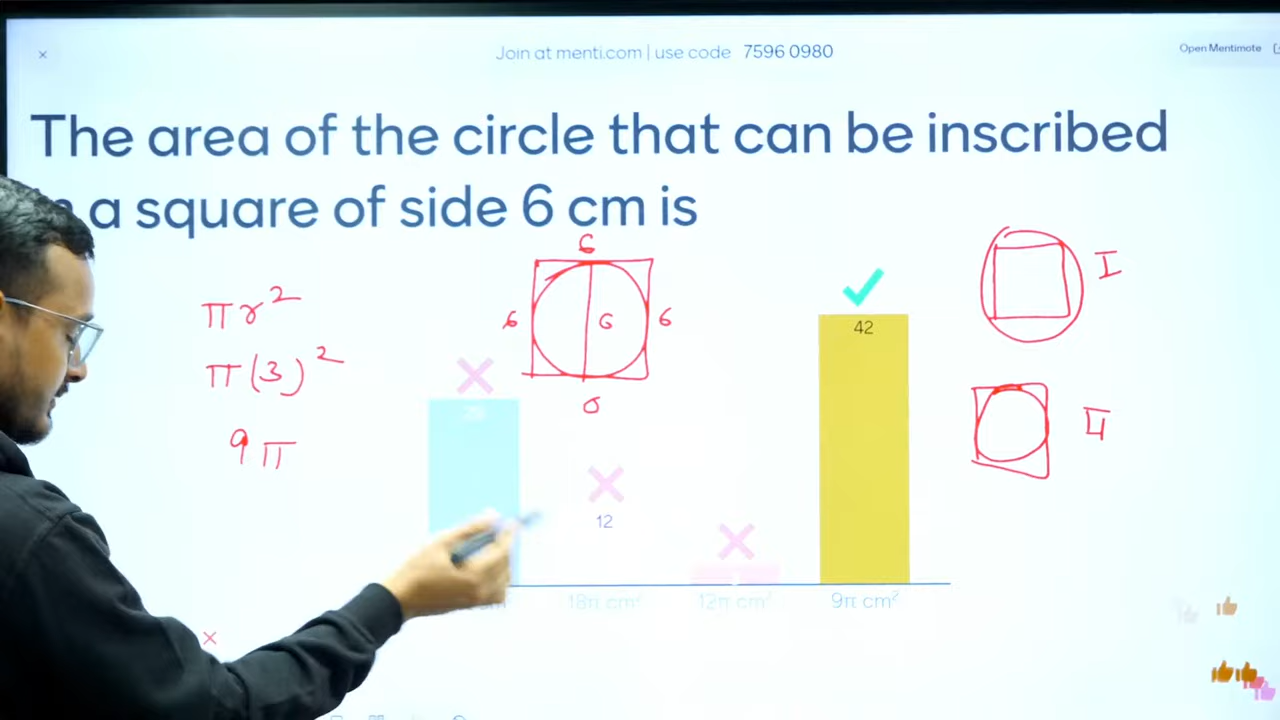 Join at menti.com | use code 7596 0980
Open Mentimote
The area of the circle that can be inscribed
a square of side 6 cm is
6
6
6
6
πr²
π(3)²
9π
I
II
42
12
18π cm²
12π cm²
9π cm²